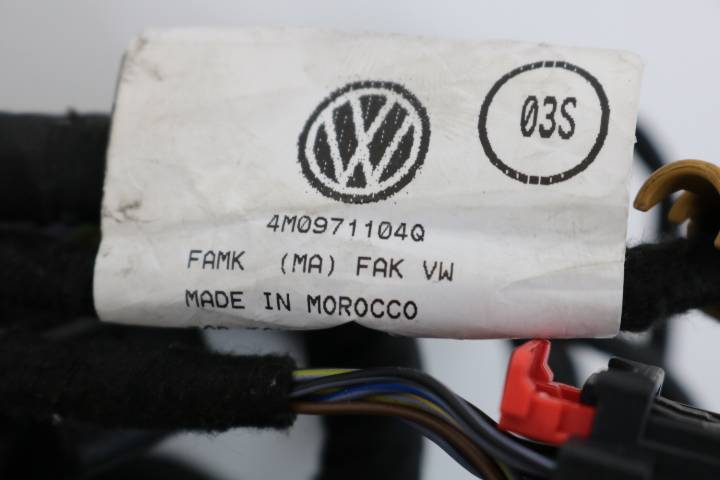 03S
4M0971104Q
FAMK (MA) FAK VW
MADE IN MOROCCO